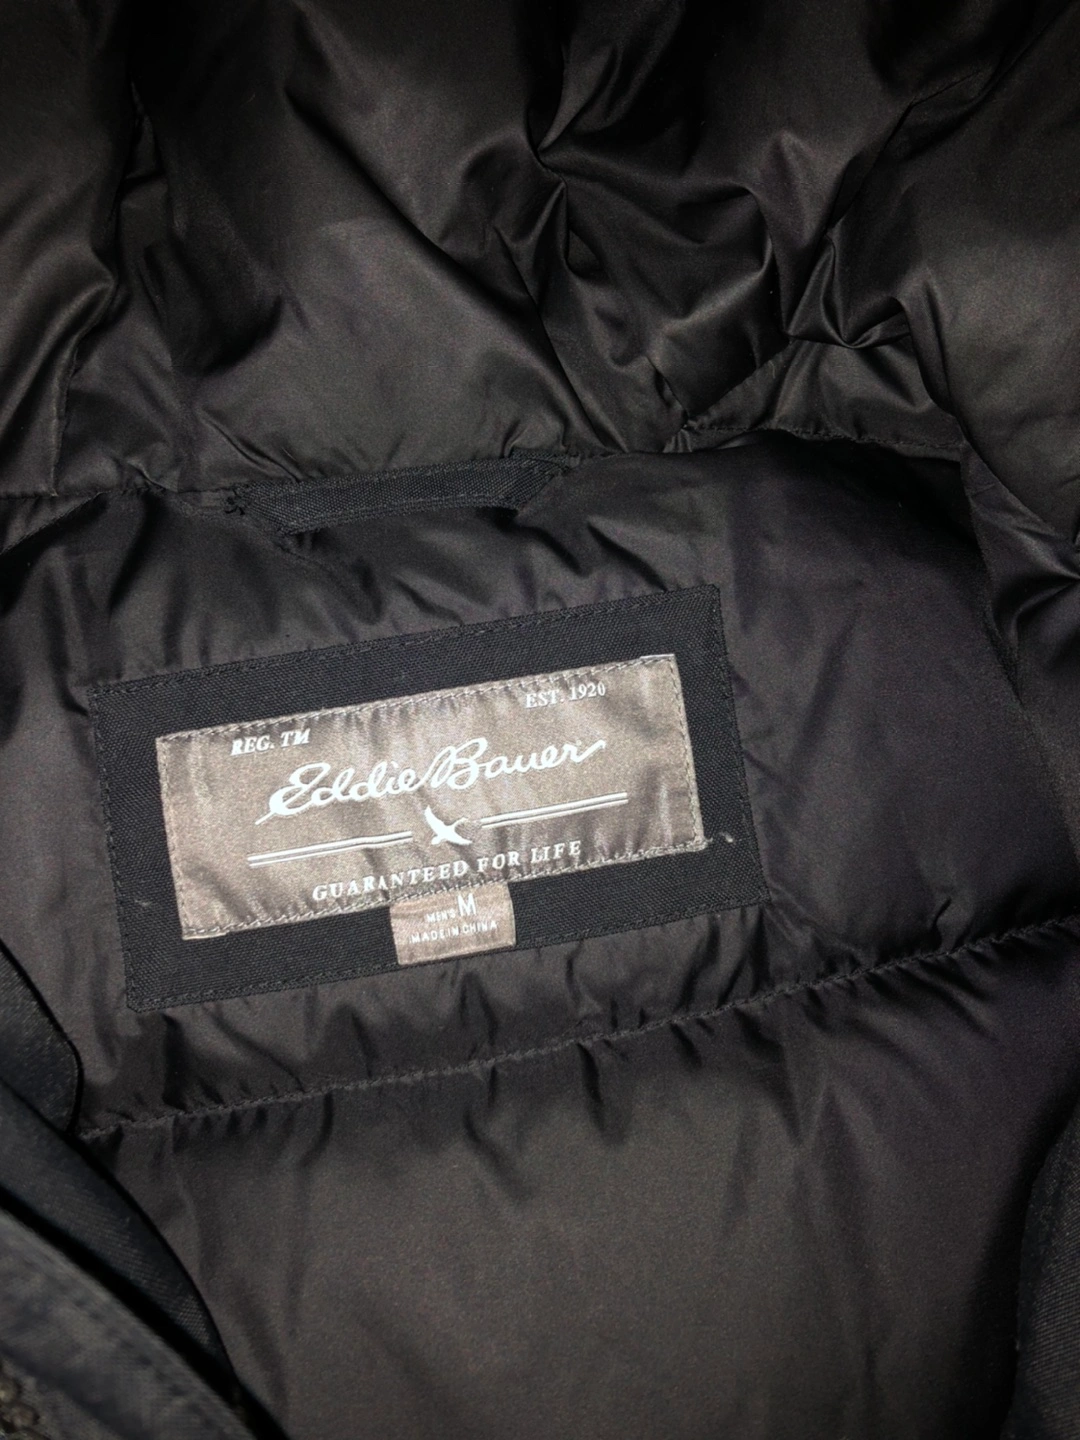 REG. TM
EST. 1920
Eddie Bauer
GUARANTEED FOR LIFE
MEN'S M
MADE IN CHINA